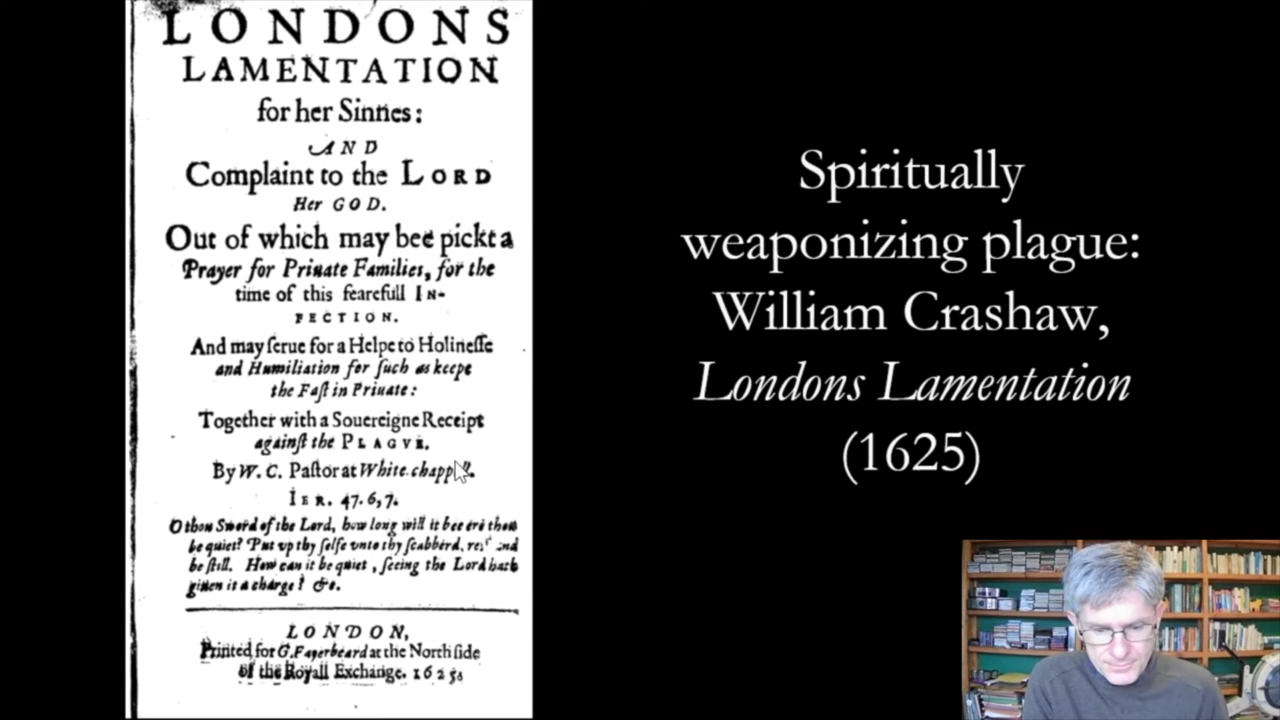 LONDONS
LAMENTATION
for her Sinnes:
AND
Complaint to the LORD
Her GOD.
Out of which may bee pickt a
Prayer for Priuate Families, for the
time of this fearefull IN-
FECTION.
And may ſerue for a Helpe to Holineſſe
and Humiliation for ſuch as keepe
the Faſt in Priuate:
Together with a Souereigne Receipt
againſt the PLAGVE.
By W. C. Paſtor at White-chappell.
IER. 47.6,7.
O thou Sword of the Lord, how long will it bee ere thou
be quiet? Put vp thy ſelfe vnto thy ſcabberd, reſt and
be ſtill. How can it be quiet, ſeeing the Lord hath
giuen it a charge? &c.
LONDON,
Printed for G. Fayerbeard at the North ſide
of the Royall Exchange. 1625.
Spiritually
weaponizing plague:
William Crashaw,
Londons Lamentation
(1625)